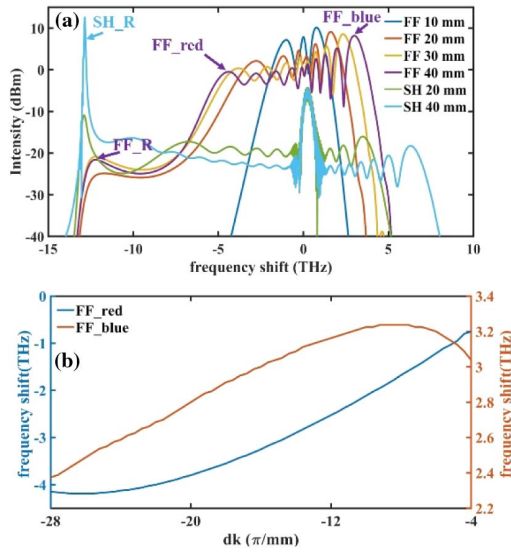 (a)
SH_R
FF_red
FF_blue
FF_R
FF 10 mm
FF 20 mm
FF 30 mm
FF 40 mm
SH 20 mm
SH 40 mm
Intensity (dBm)
20
10
0
-10
-20
-30
-40
-15
-10
-5
0
5
10
15
frequency shift (THz)
(b)
FF_red
FF_blue
frequency shift(THz)
0
-1
-2
-3
-4
3.4
3.2
3
2.8
2.6
2.4
2.2
frequency shift(THz)
-28
-20
-12
-4
dk (π/mm)